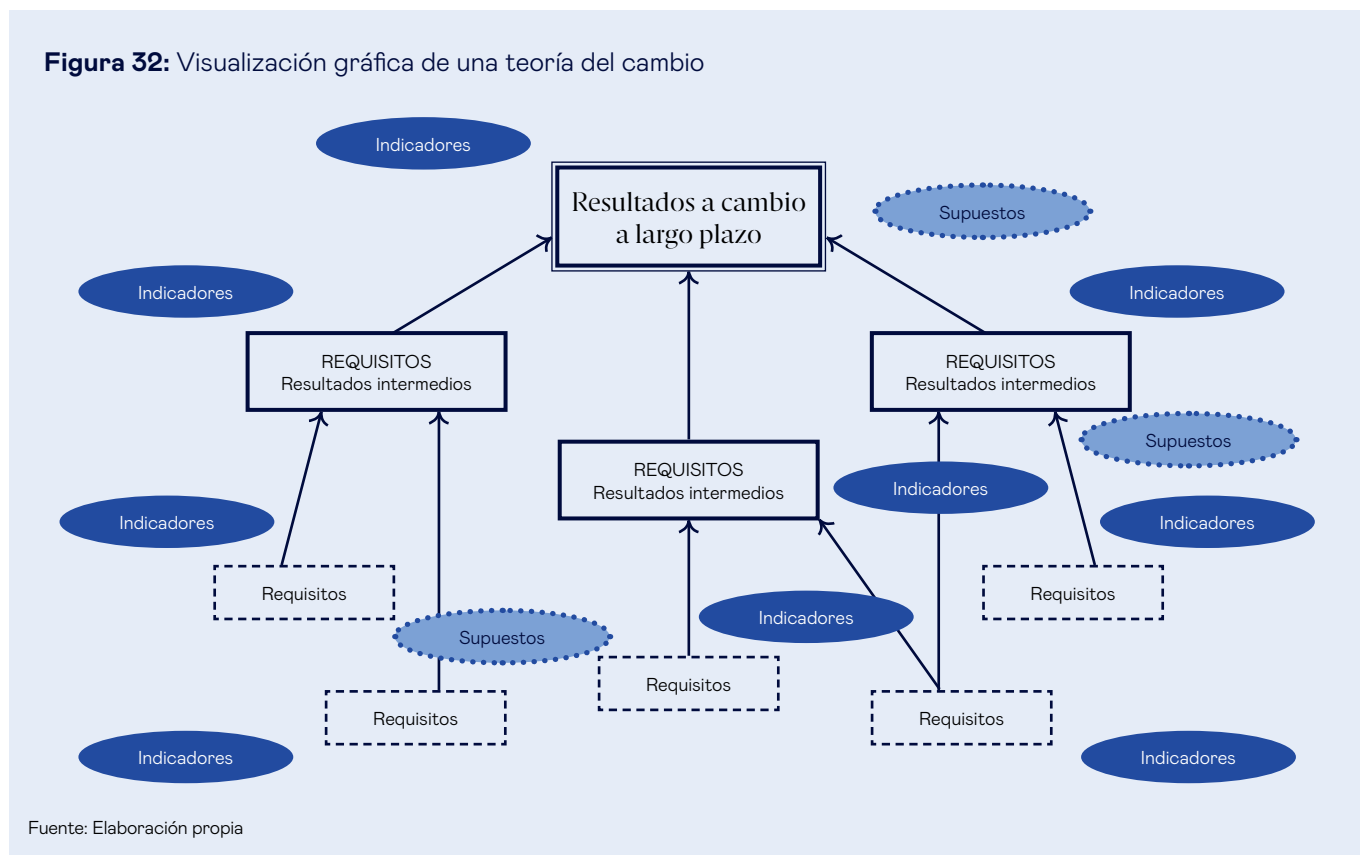 Figura 32: Visualización gráfica de una teoría del cambio
Indicadores
Resultados a cambio
a largo plazo
Supuestos
Indicadores
Indicadores
REQUISITOS
Resultados intermedios
REQUISITOS
Resultados intermedios
Supuestos
REQUISITOS
Resultados intermedios
Indicadores
Indicadores
Indicadores
Requisitos
Requisitos
Indicadores
Supuestos
Requisitos
Requisitos
Requisitos
Indicadores
Indicadores
Fuente: Elaboración propia